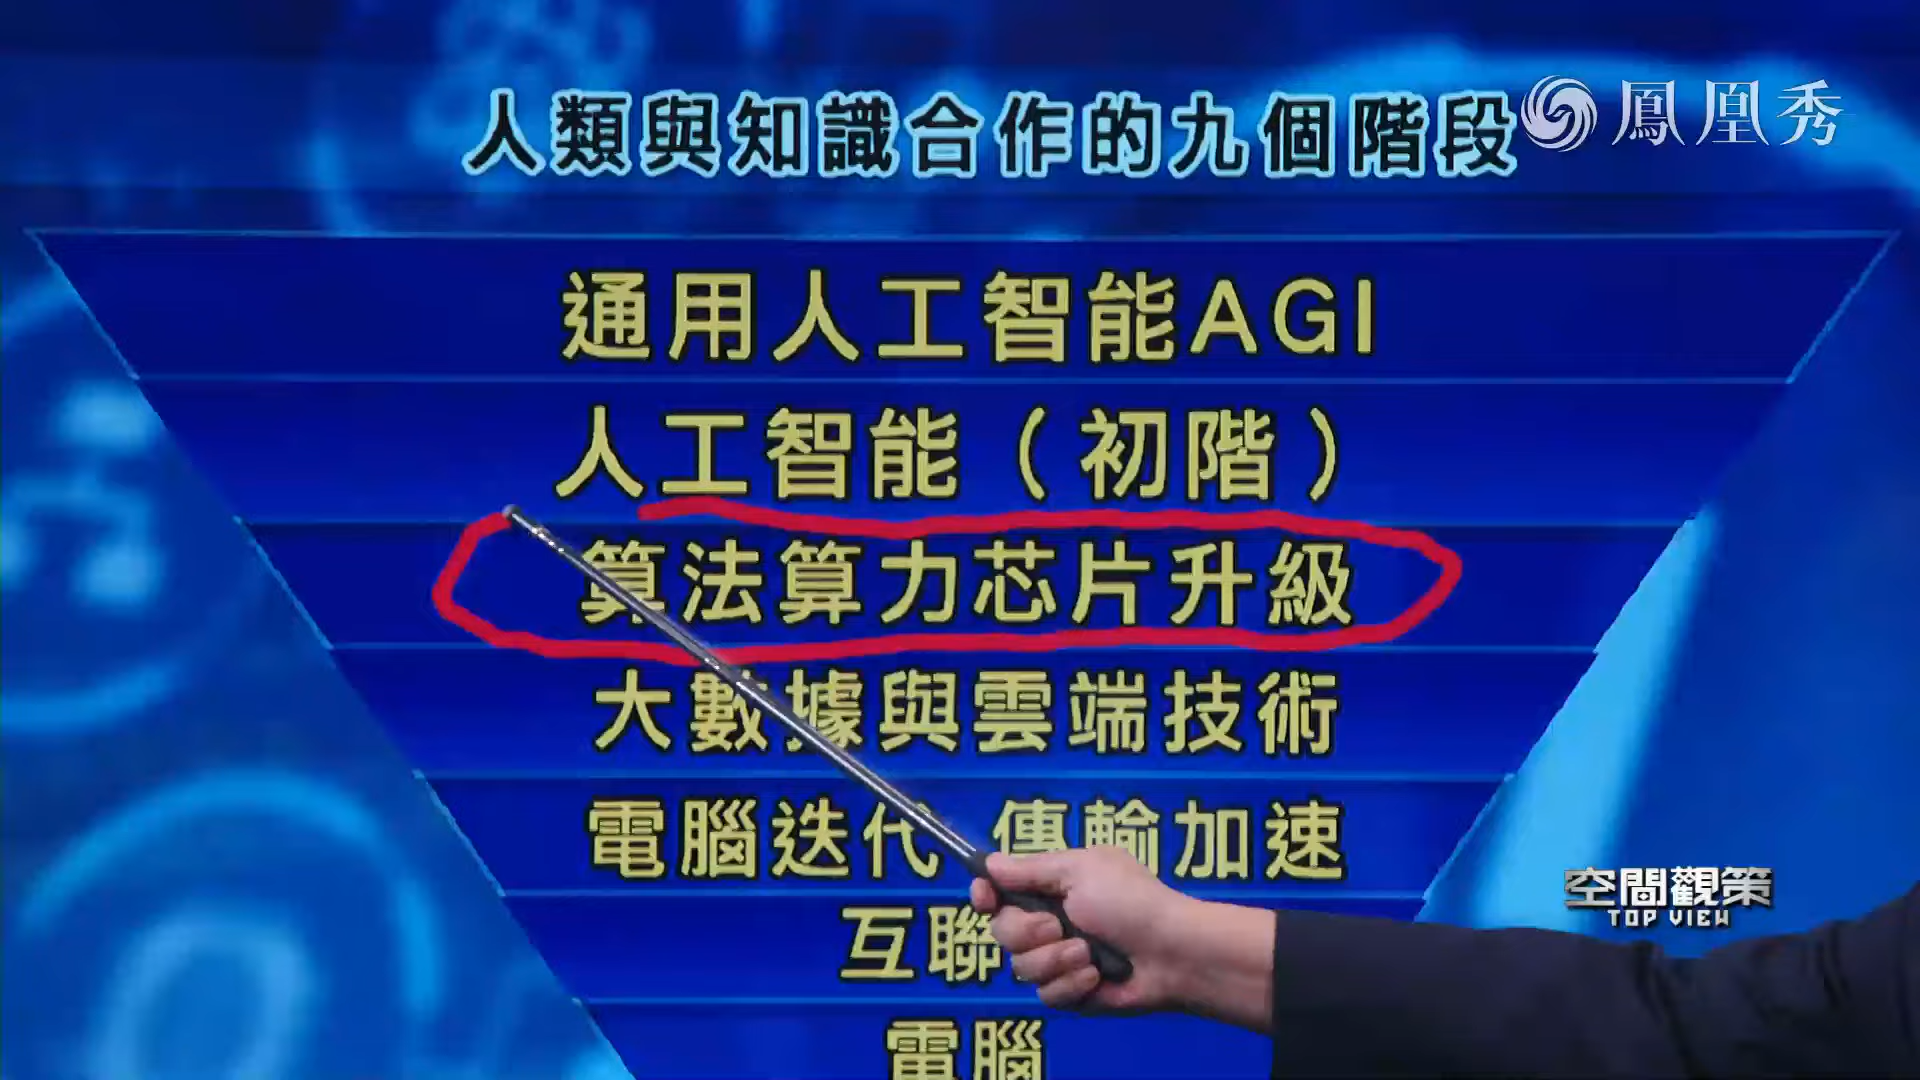 人類與知識合作的九個階段
鳳凰秀
通用人工智能AGI
人工智能（初階）
算法算力芯片升級
大數據與雲端技術
電腦迭代 傳輸加速
互聯
空間觀策
TOP VIEW
電腦